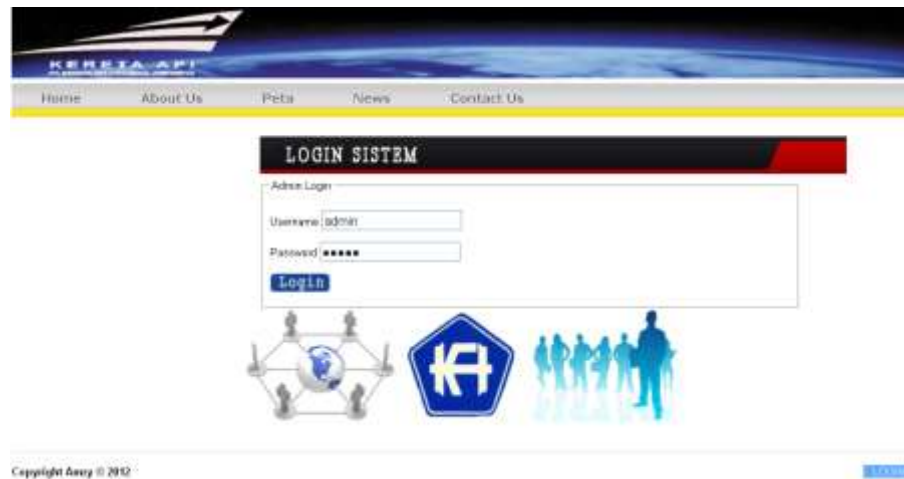 KERETA API
Home About Us Peta News Contact Us
LOGIN SISTEM
Admin Login
Username admin
Password
Login
Copyright © 2012